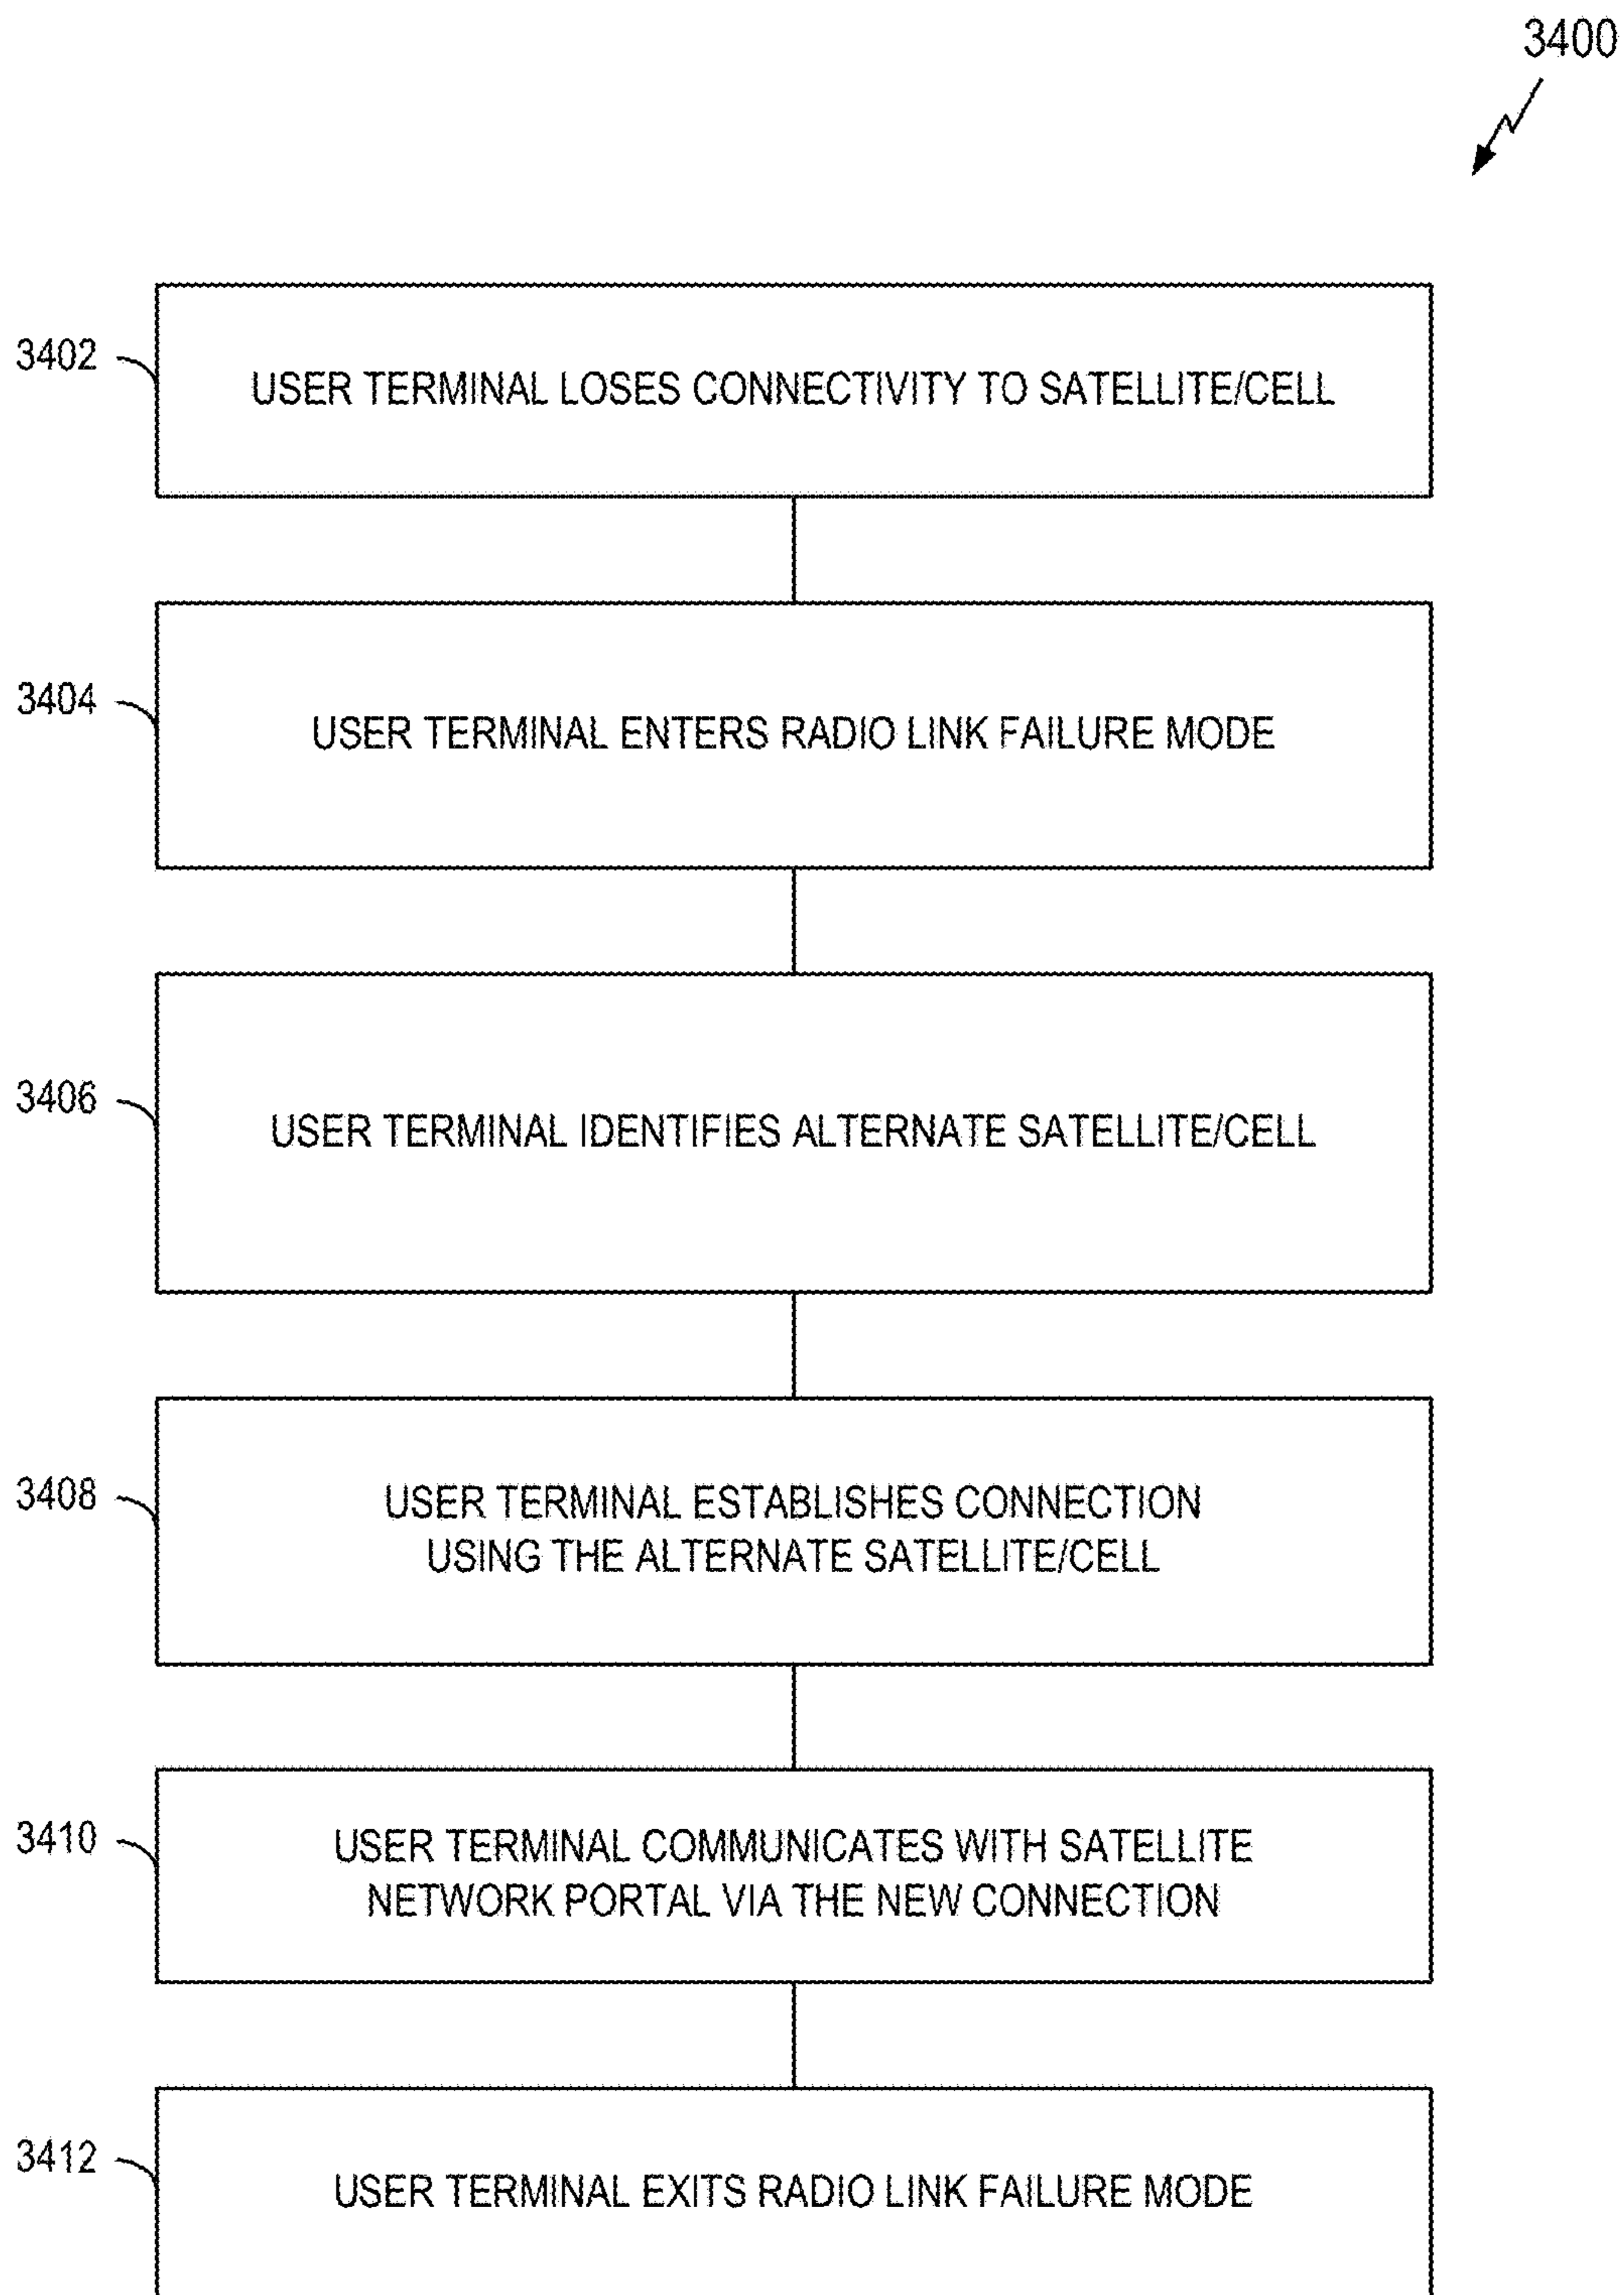 3400
3402
USER TERMINAL LOSES CONNECTIVITY TO SATELLITE/CELL
3404
USER TERMINAL ENTERS RADIO LINK FAILURE MODE
3406
USER TERMINAL IDENTIFIES ALTERNATE SATELLITE/CELL
3408
USER TERMINAL ESTABLISHES CONNECTION
USING THE ALTERNATE SATELLITE/CELL
3410
USER TERMINAL COMMUNICATES WITH SATELLITE
NETWORK PORTAL VIA THE NEW CONNECTION
3412
USER TERMINAL EXITS RADIO LINK FAILURE MODE